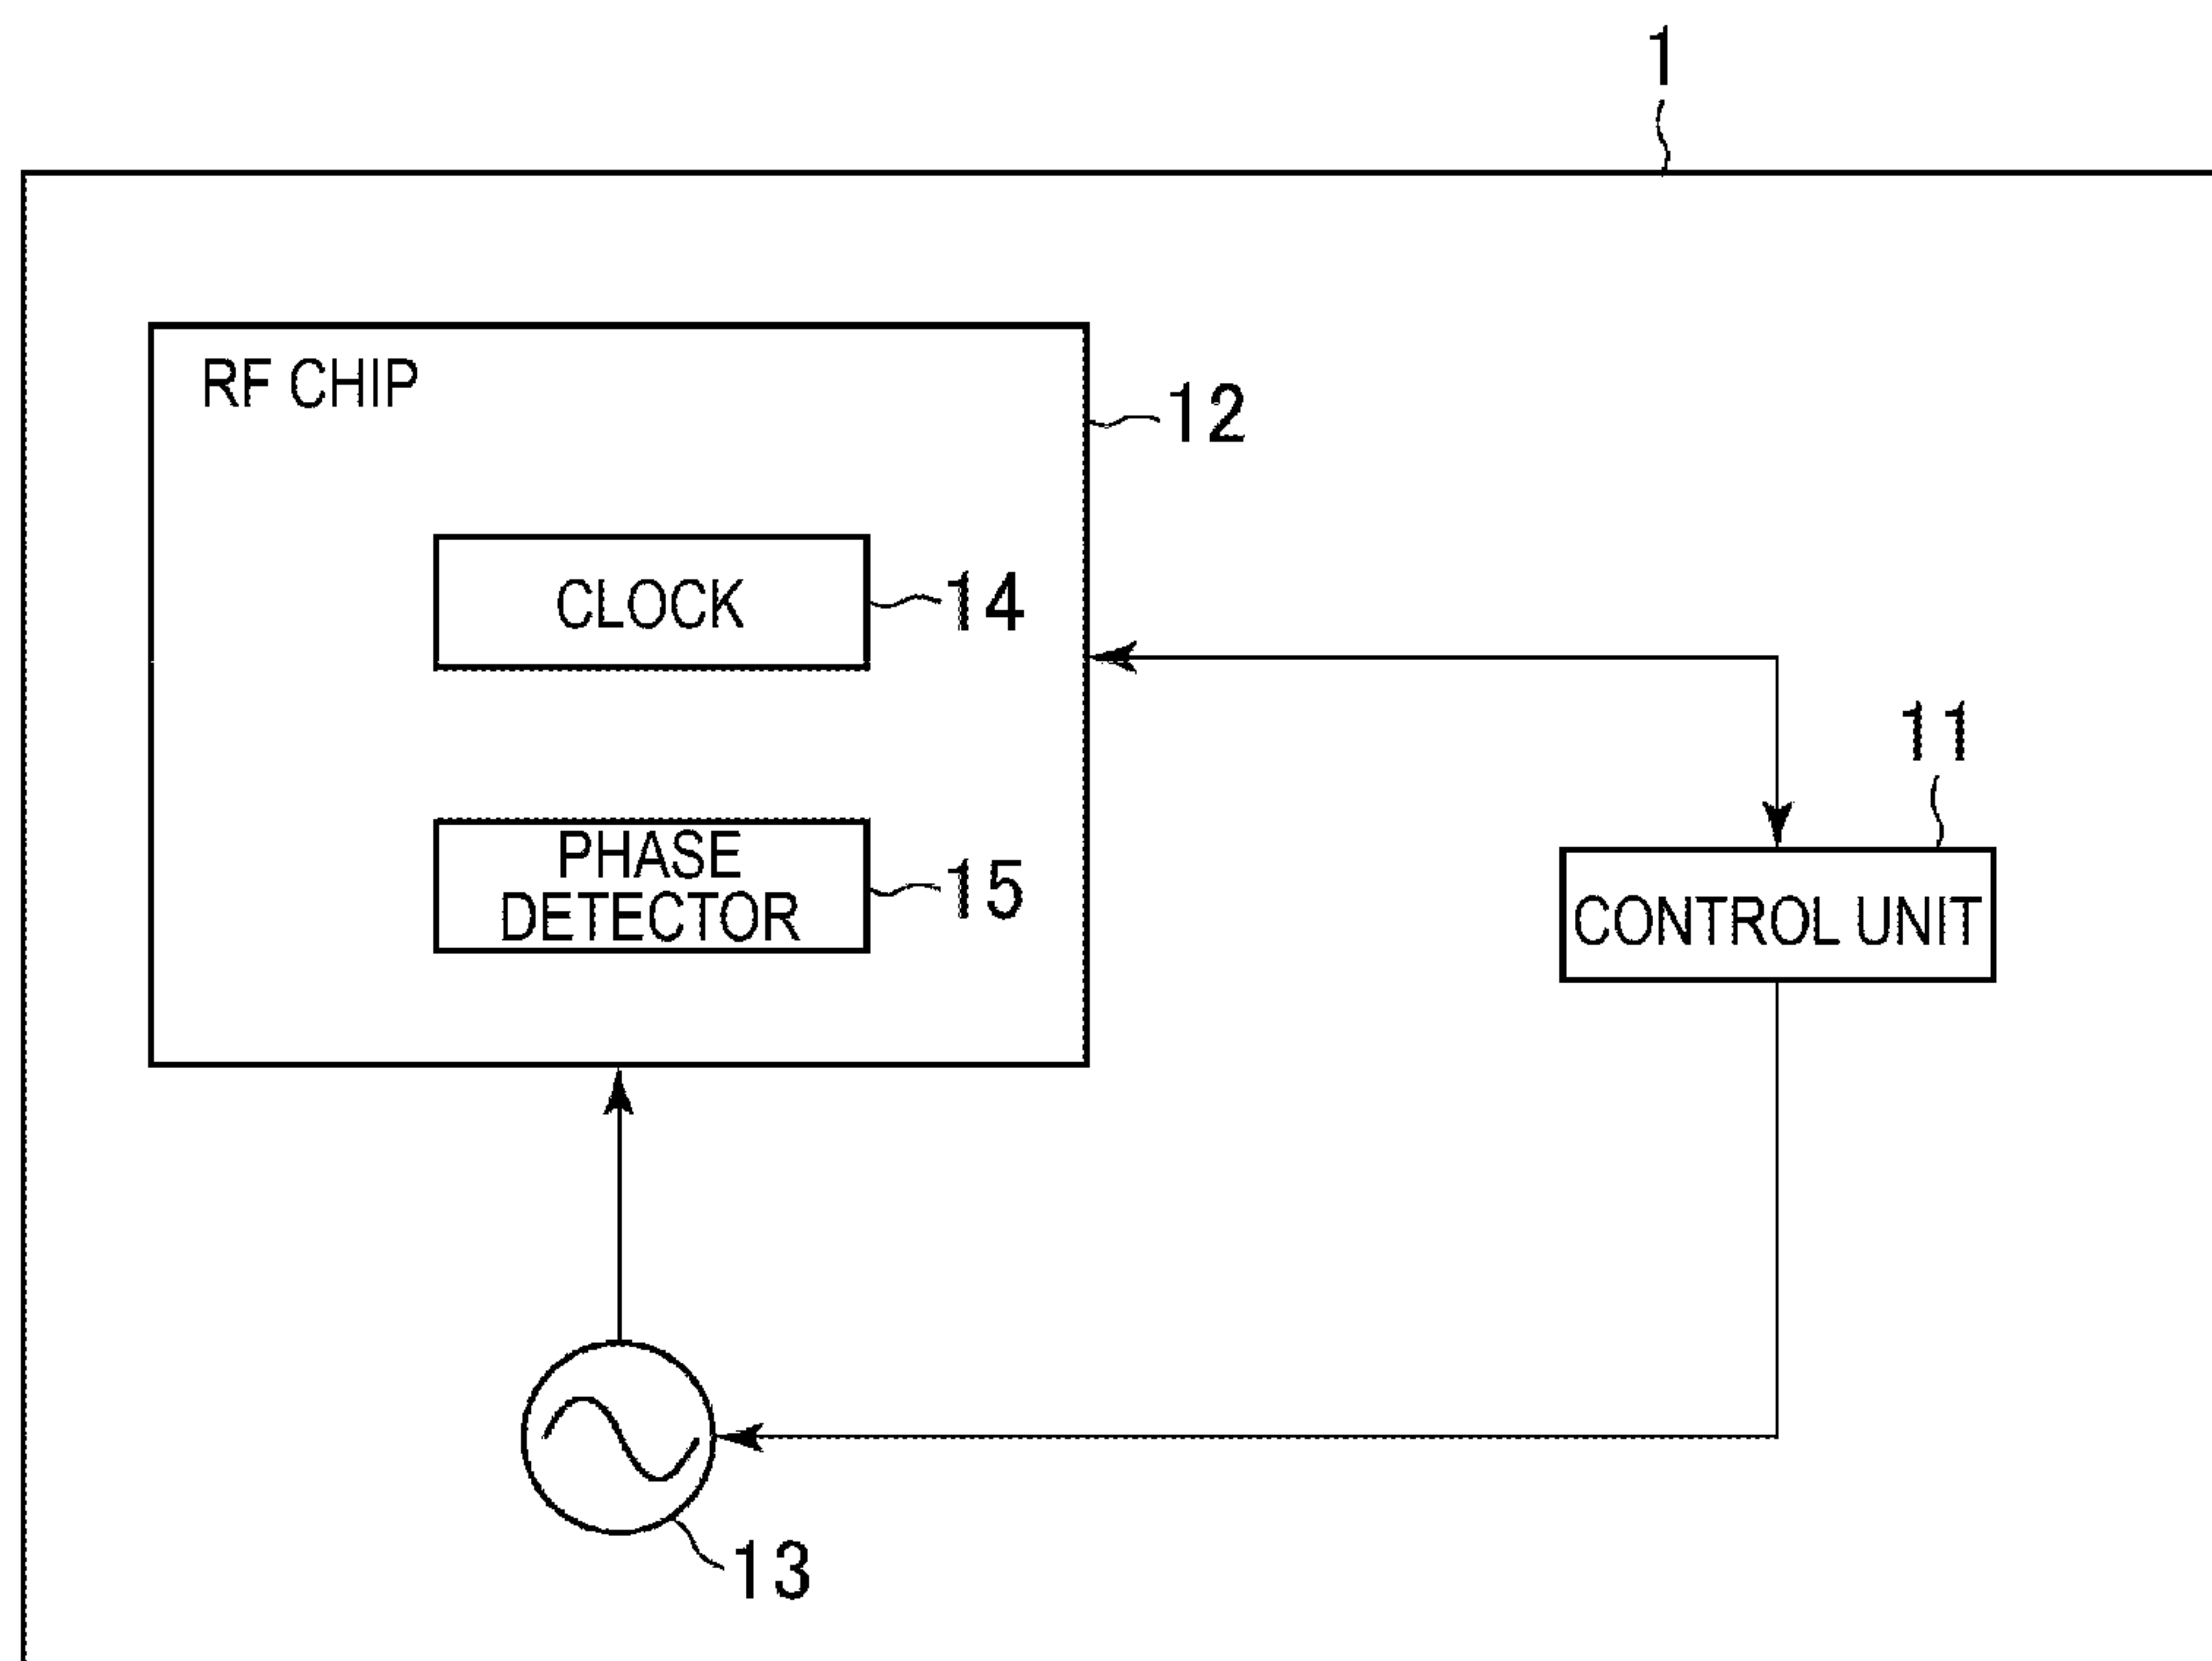 1
RF CHIP
12
CLOCK
14
11
PHASE
DETECTOR
15
CONTROL UNIT
13